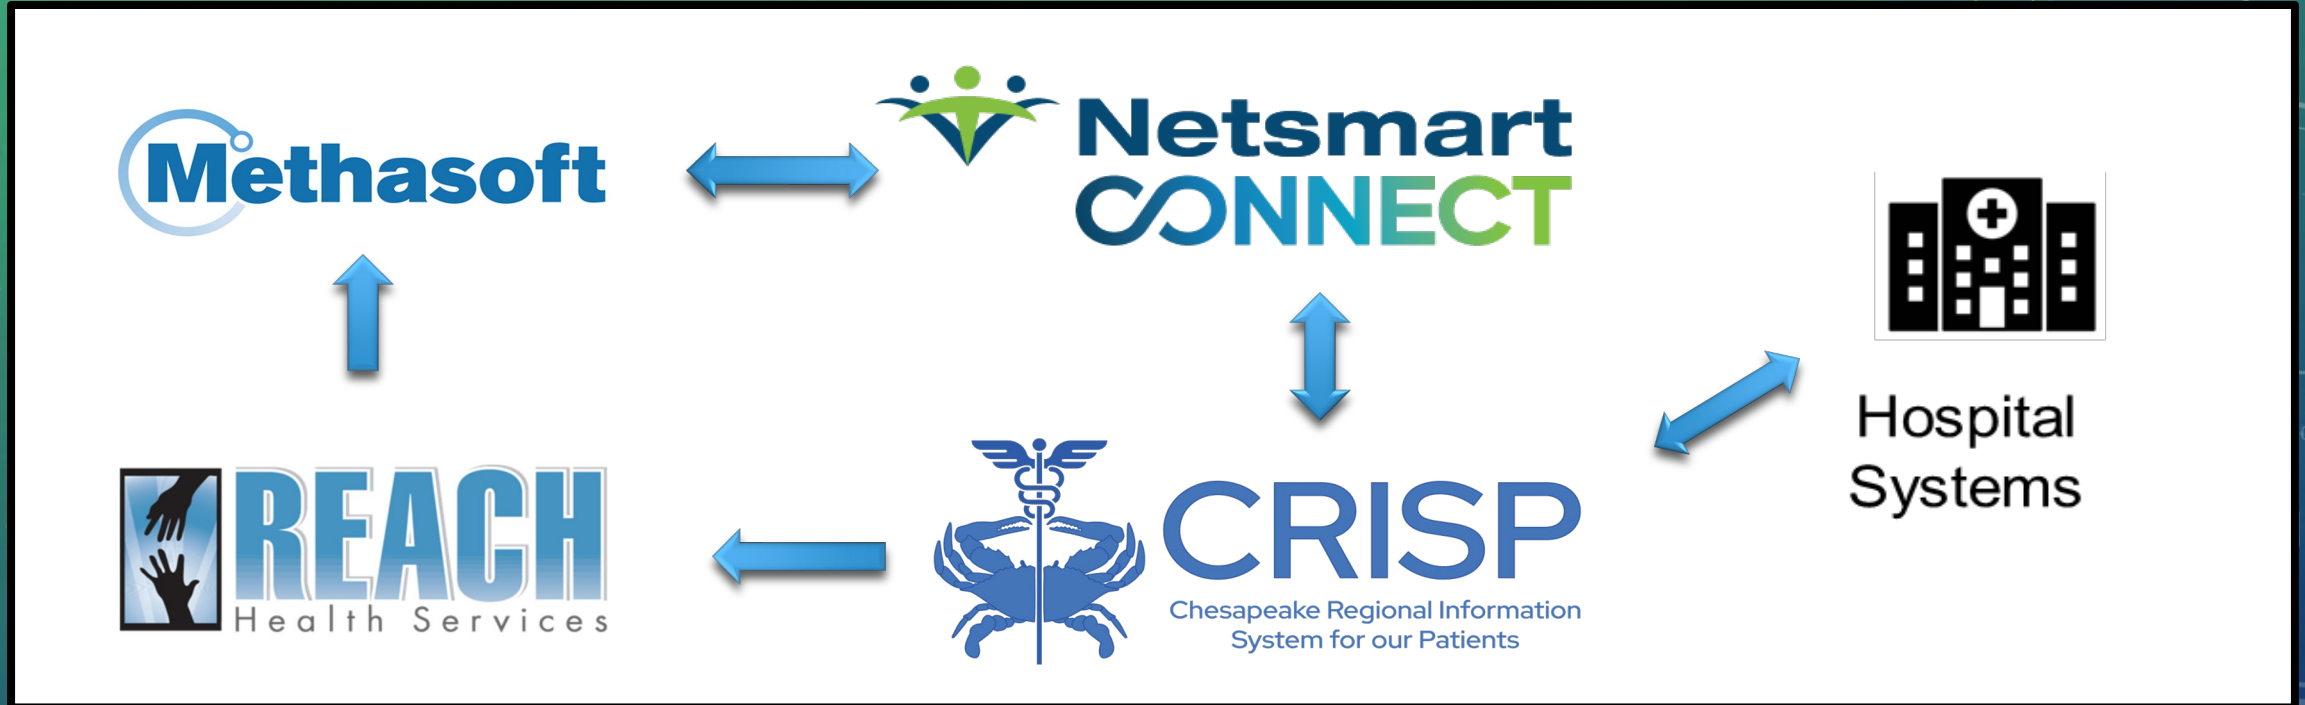 Methasoft
Netsmart
CONNECT
Hospital
Systems
REACH
Health Services
CRISP
Chesapeake Regional Information
System for our Patients